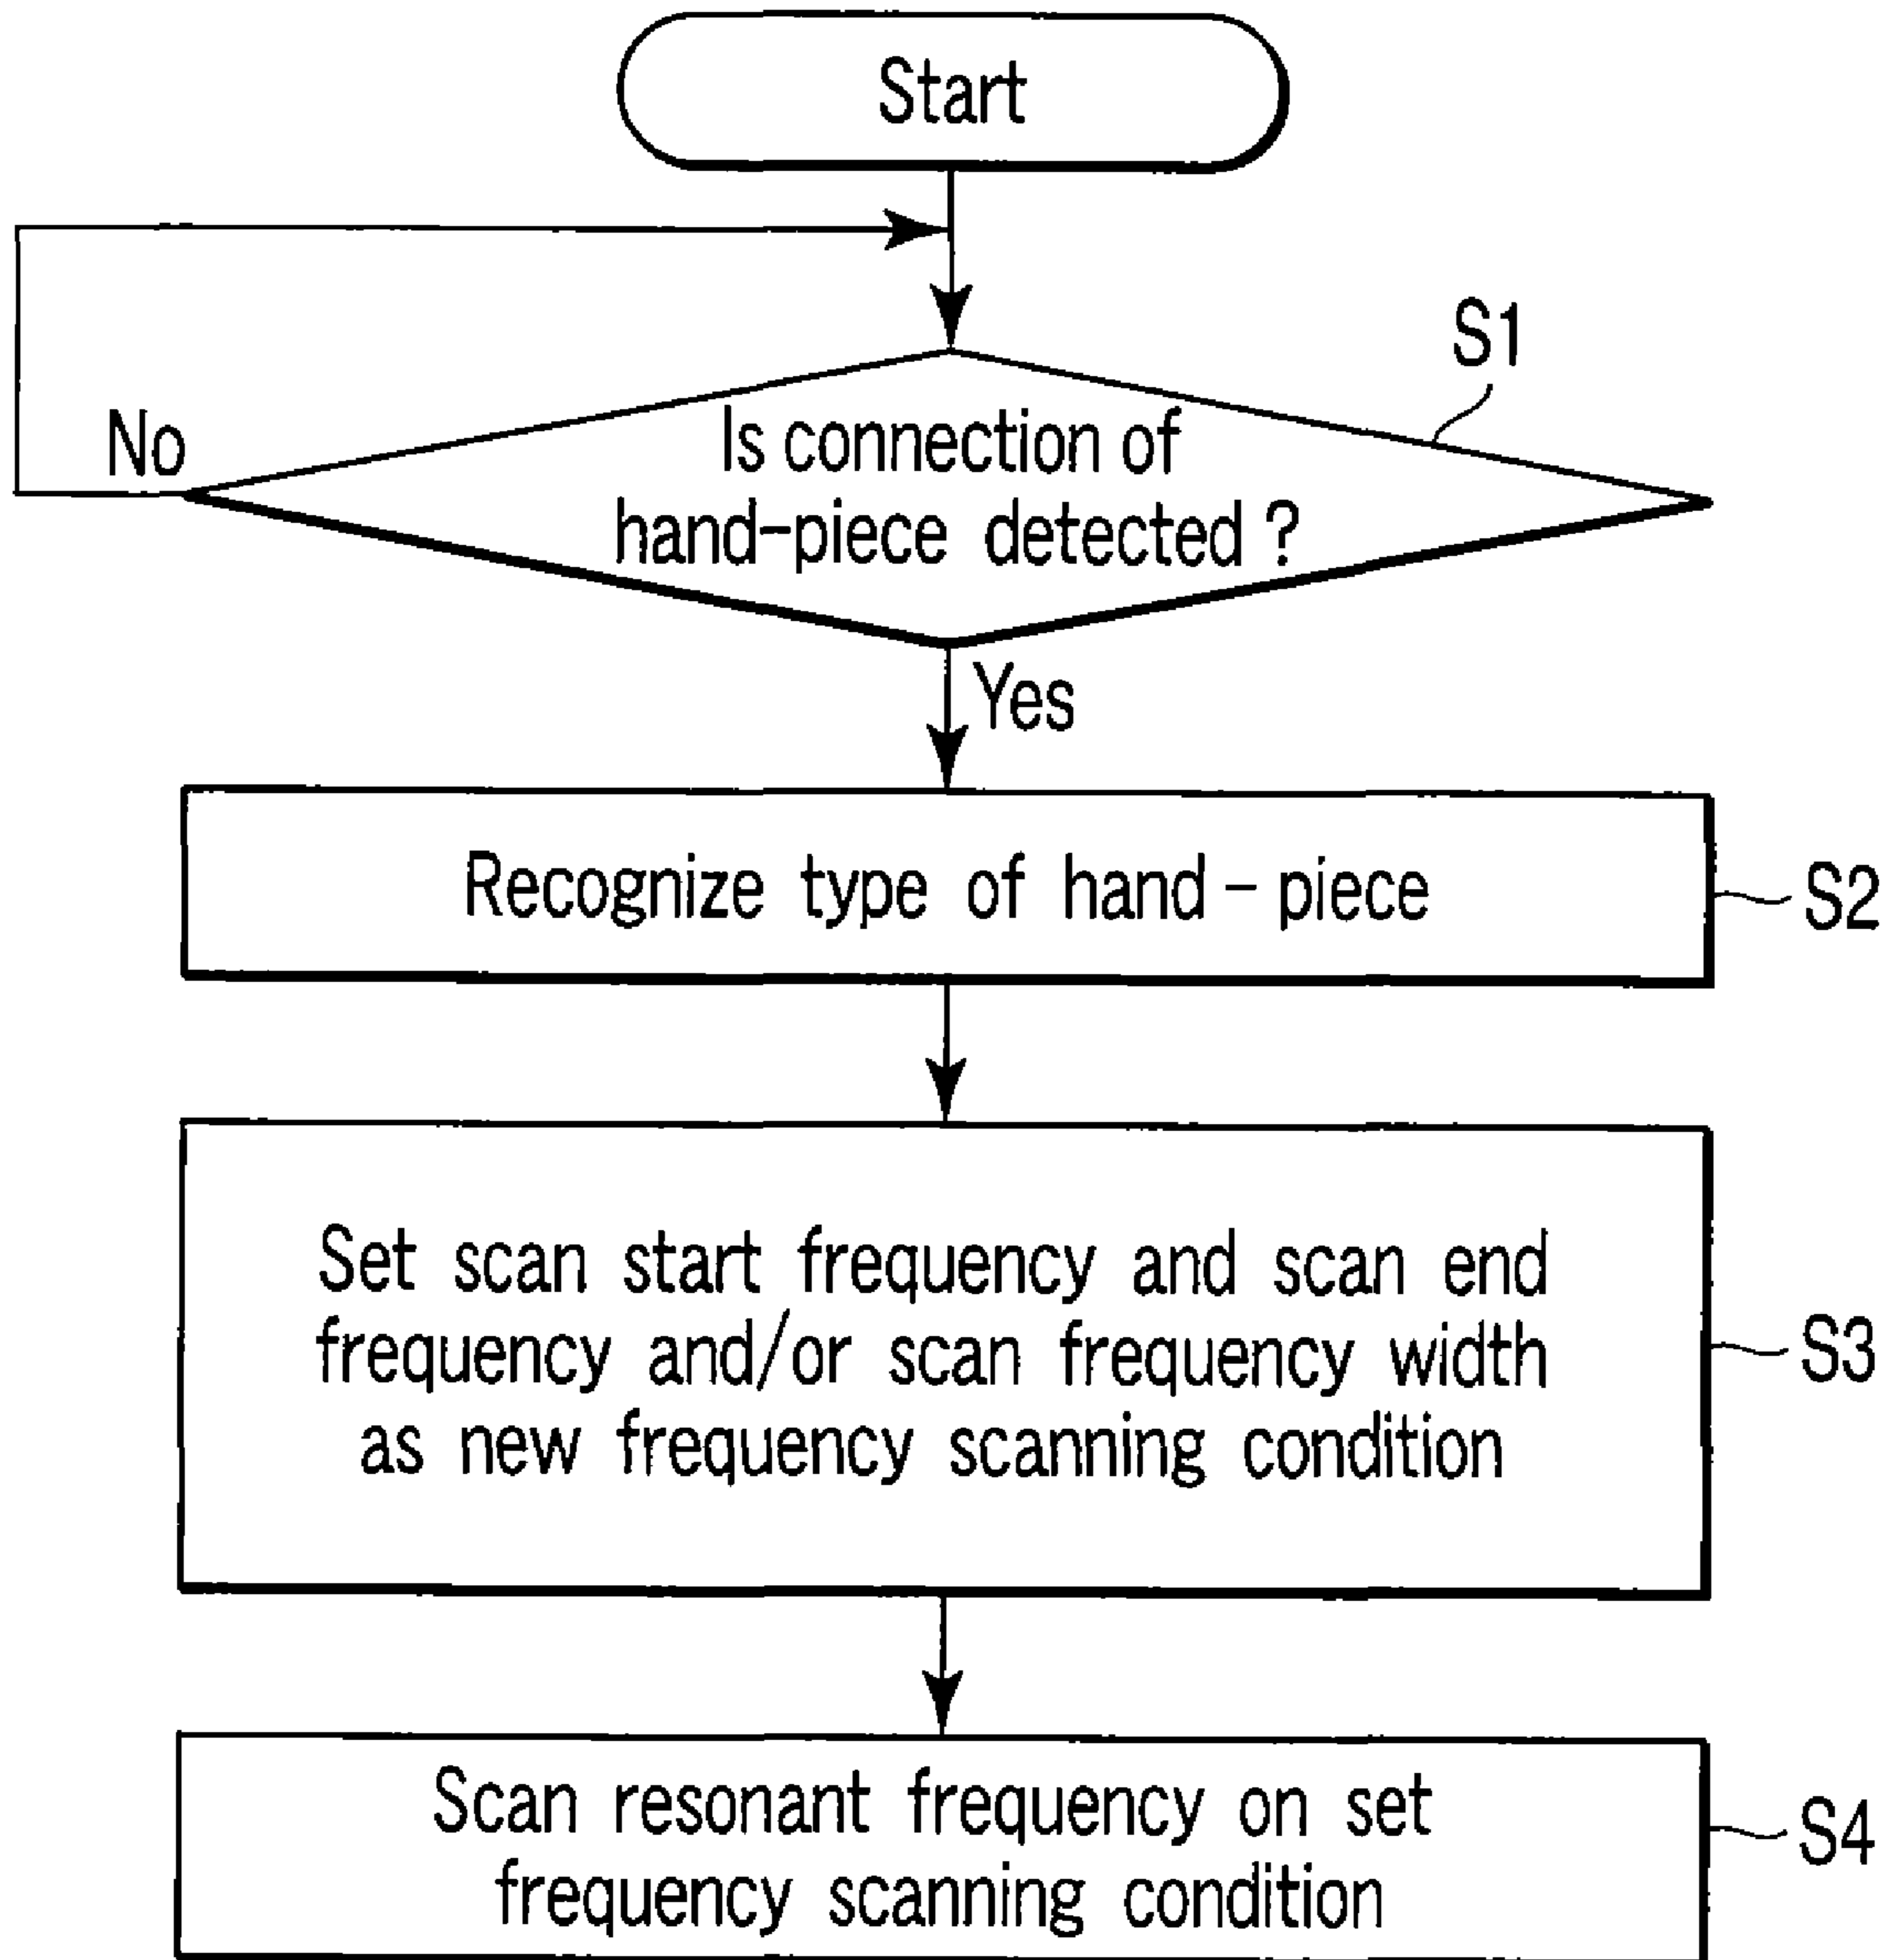 Start
S1
No
Is connection of
hand-piece detected ?
Yes
Recognize type of hand - piece
S2
Set scan start frequency and scan end
frequency and/or scan frequency width
as new frequency scanning condition
S3
Scan resonant frequency on set
frequency scanning condition
S4